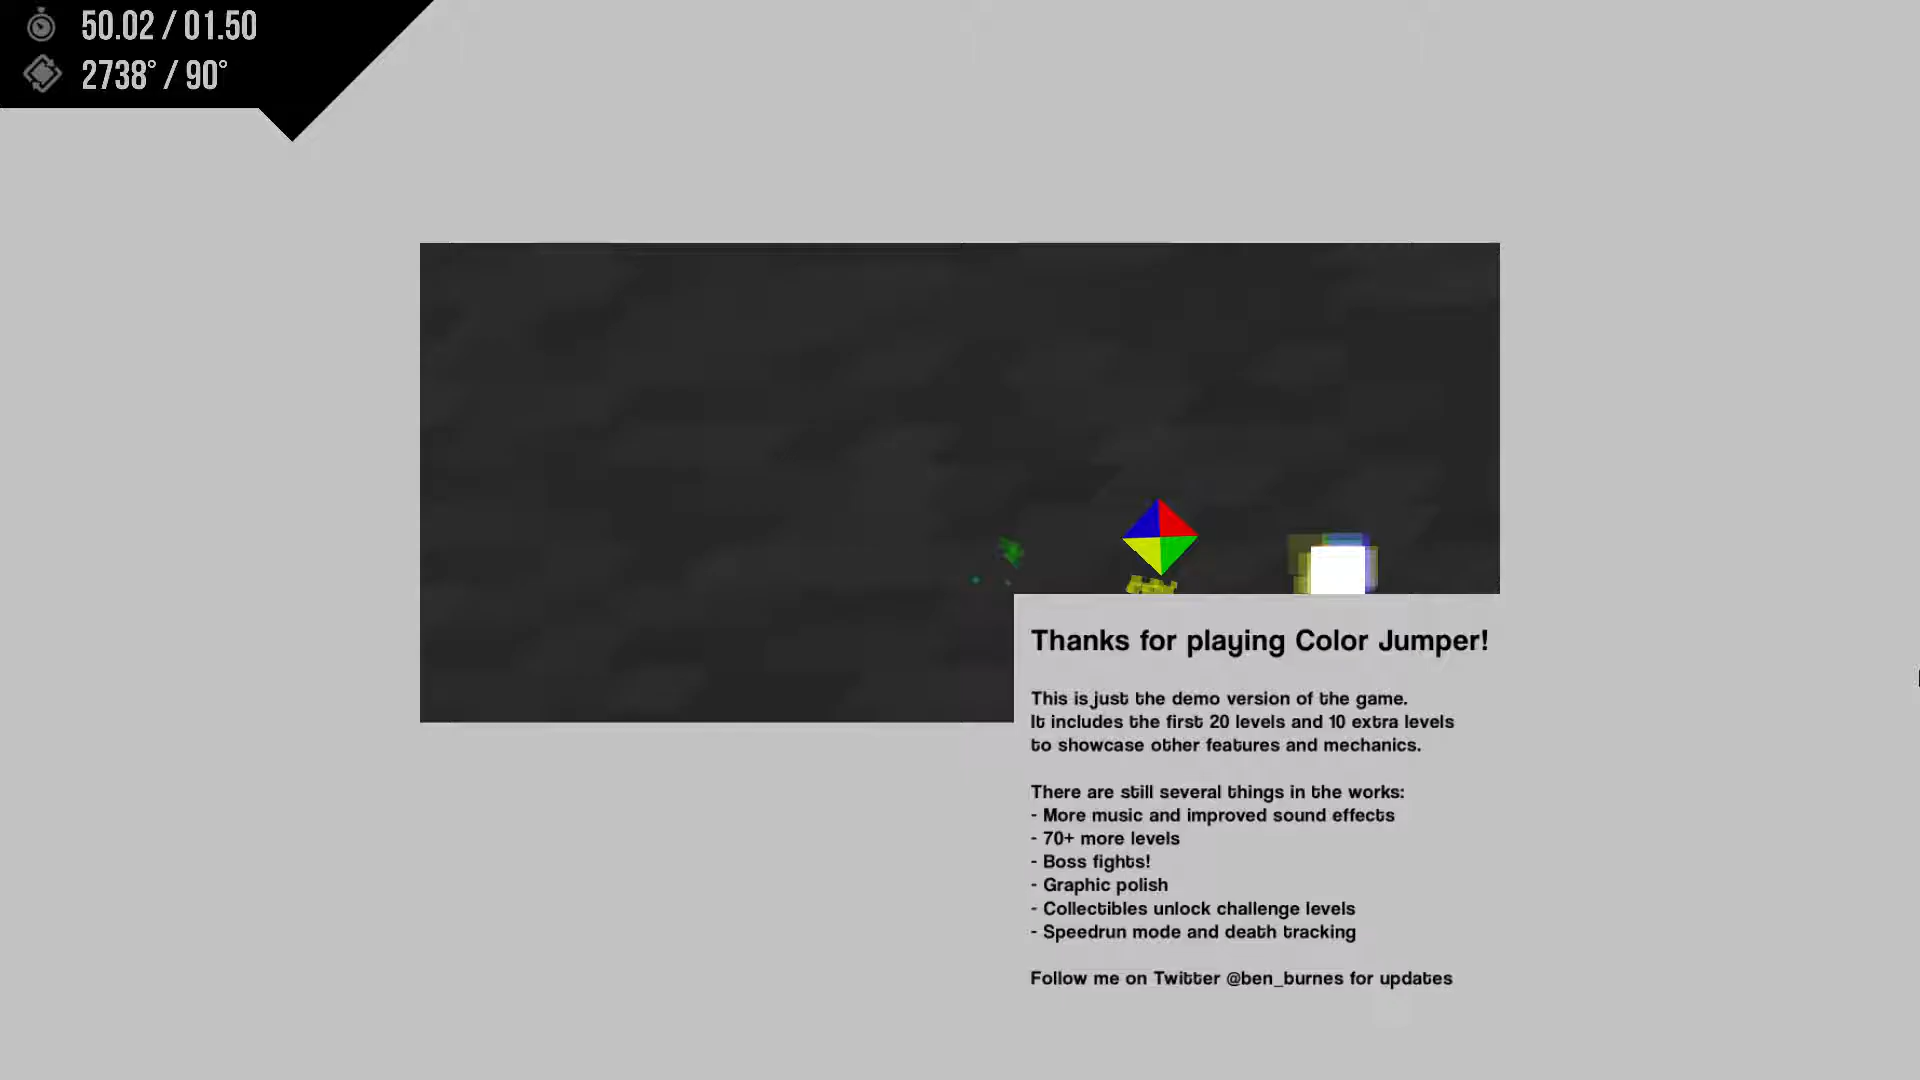 50.02 / 01.50
2738° / 90°
Thanks for playing Color Jumper!
This is just the demo version of the game.
It includes the first 20 levels and 10 extra levels
to showcase other features and mechanics.
There are still several things in the works:
- More music and improved sound effects
- 70+ more levels
- Boss fights!
- Graphic polish
- Collectibles unlock challenge levels
- Speedrun mode and death tracking
Follow me on Twitter @ben_burnes for updates